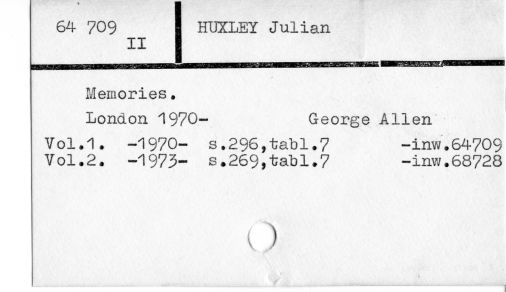 64 709
II
HUXLEY Julian
Memories.
London 1970- George Allen
Vol.1. -1970- s.296,tabl.7 -inw.64709
Vol.2. -1973- s.269,tabl.7 -inw.68728